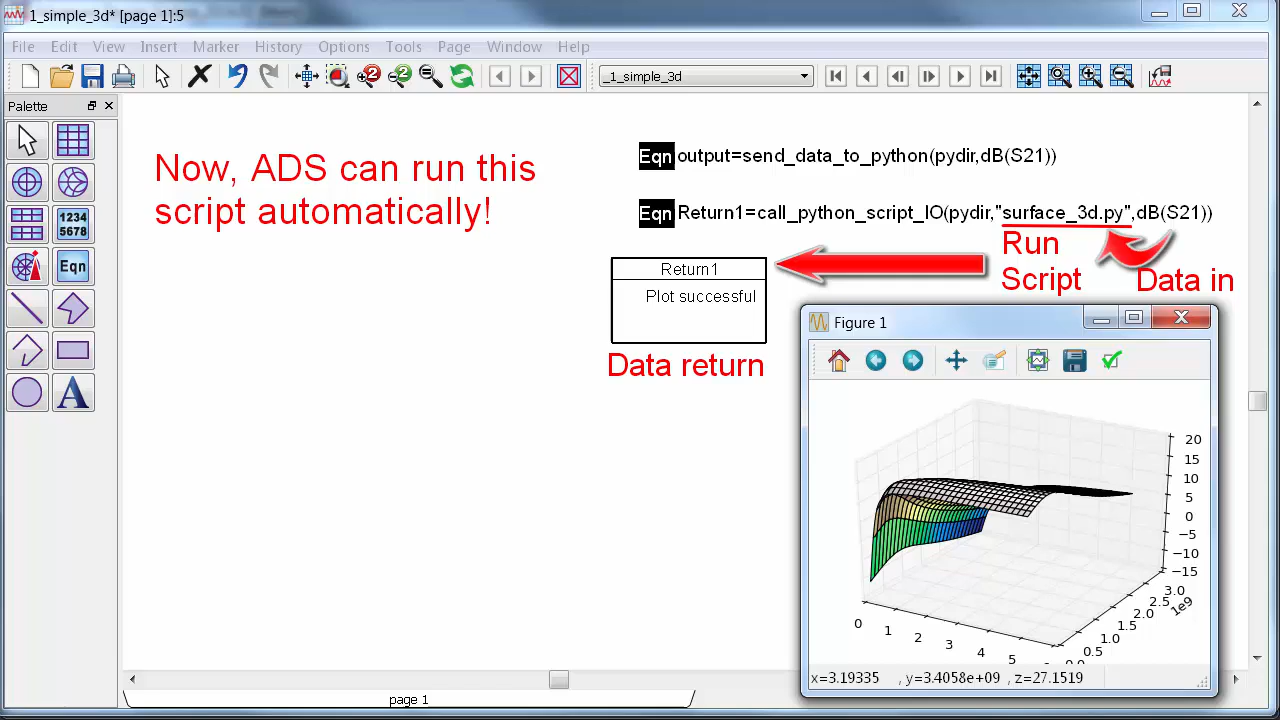 1_simple_3d* [page 1]:5
File Edit View Insert Marker History Options Tools Page Window Help
2 2 _1_simple_3d
Palette
1234
5678
Eqn
Now, ADS can run this
script automatically!
Eqn output=send_data_to_python(pydir,dB(S21))
Eqn Return1=call_python_script_IO(pydir,"surface_3d.py",dB(S21))
Run
Script
Data in
Return1
Plot successful
Data return
Figure 1
20
15
10
5
0
−5
−10
−15
3.0
2.5
2.0
1.5
1.0
0.5
0.0
1e9
0 1 2 3 4 5
x=3.19335 , y=3.4058e+09 , z=27.1519
page 1